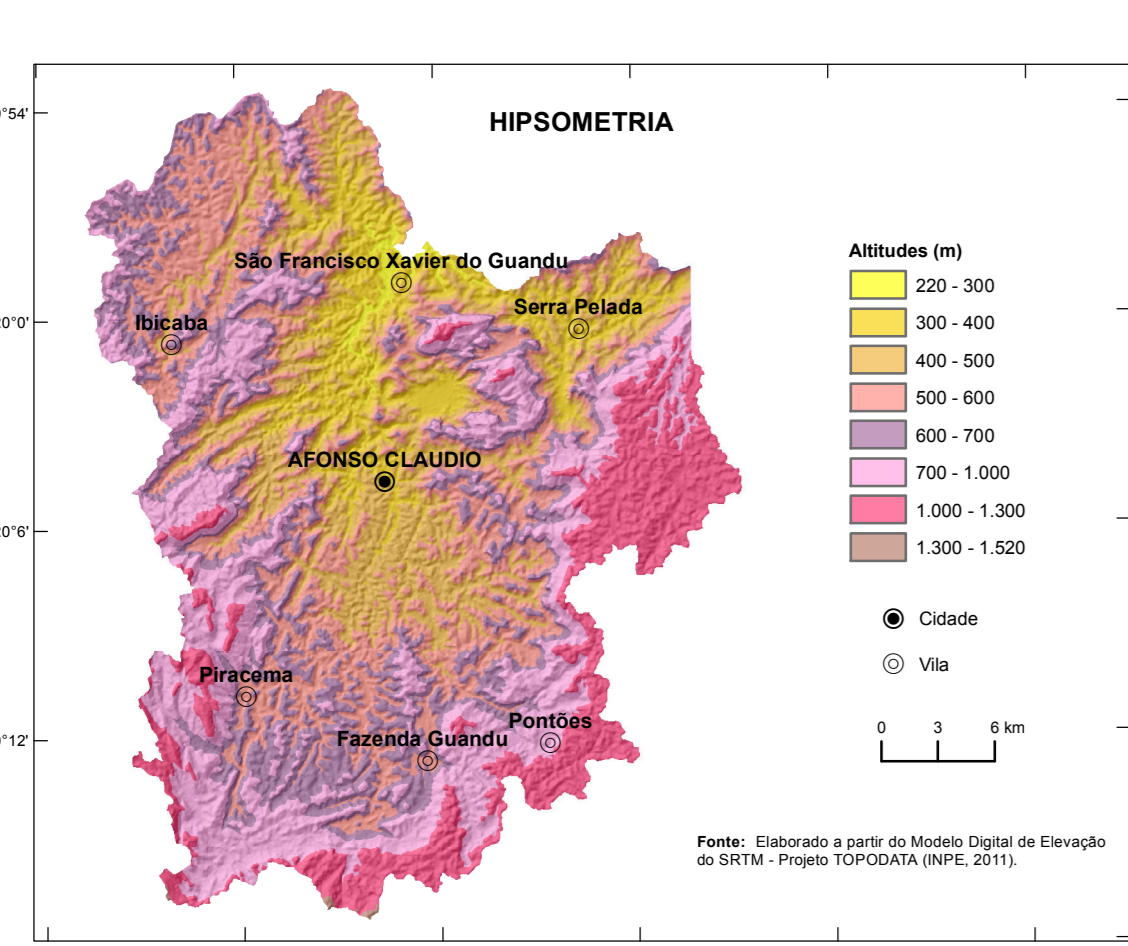 HIPSOMETRIA
°54'
São Francisco Xavier do Guandu
Serra Pelada
20°0'
Ibicaba
AFONSO CLAUDIO
20°6'
Piracema
Pontões
Fazenda Guandu
°12'
Altitudes (m)
220 - 300
300 - 400
400 - 500
500 - 600
600 - 700
700 - 1.000
1.000 - 1.300
1.300 - 1.520
Cidade
Vila
0 3 6 km
Fonte: Elaborado a partir do Modelo Digital de Elevação
do SRTM - Projeto TOPODATA (INPE, 2011).